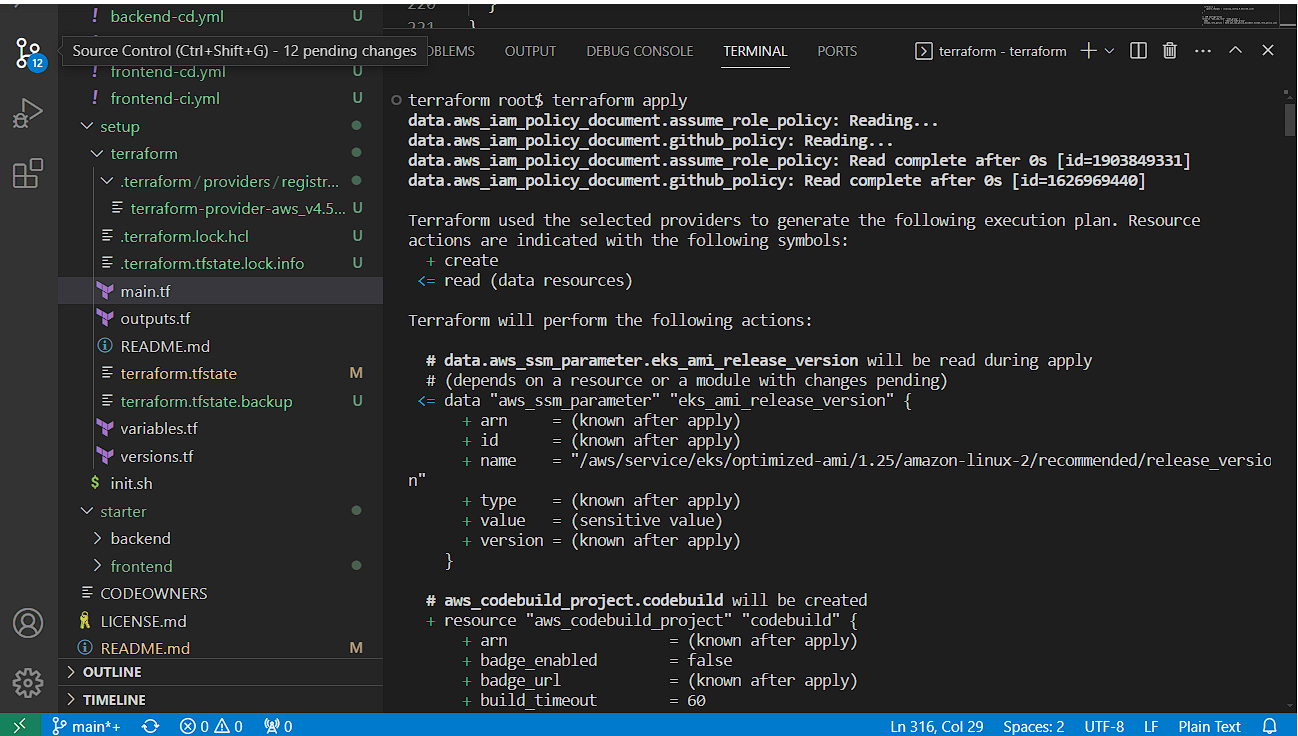 backend-cd.yml U
Source Control (Ctrl+Shift+G) - 12 pending changes
12
frontend-cd.yml U
frontend-ci.yml U
setup
terraform
.terraform/providers/registr...
terraform-provider-aws_v4.5... U
.terraform.lock.hcl U
.terraform.tfstate.lock.info U
main.tf
outputs.tf
README.md
terraform.tfstate M
terraform.tfstate.backup U
variables.tf
versions.tf
$ init.sh
starter
backend
frontend
CODEOWNERS
LICENSE.md
README.md M
OUTLINE
TIMELINE
221 }
OBLEMS OUTPUT DEBUG CONSOLE TERMINAL PORTS terraform - terraform
terraform root$ terraform apply
data.aws_iam_policy_document.assume_role_policy: Reading...
data.aws_iam_policy_document.github_policy: Reading...
data.aws_iam_policy_document.assume_role_policy: Read complete after 0s [id=1903849331]
data.aws_iam_policy_document.github_policy: Read complete after 0s [id=1626969440]
Terraform used the selected providers to generate the following execution plan. Resource
actions are indicated with the following symbols:
+ create
<= read (data resources)
Terraform will perform the following actions:
# data.aws_ssm_parameter.eks_ami_release_version will be read during apply
# (depends on a resource or a module with changes pending)
<= data "aws_ssm_parameter" "eks_ami_release_version" {
+ arn = (known after apply)
+ id = (known after apply)
+ name = "/aws/service/eks/optimized-ami/1.25/amazon-linux-2/recommended/release_versio
n"
+ type = (known after apply)
+ value = (sensitive value)
+ version = (known after apply)
}
# aws_codebuild_project.codebuild will be created
+ resource "aws_codebuild_project" "codebuild" {
+ arn = (known after apply)
+ badge_enabled = false
+ badge_url = (known after apply)
+ build_timeout = 60
main*+ 0 0 0 Ln 316, Col 29 Spaces: 2 UTF-8 LF Plain Text